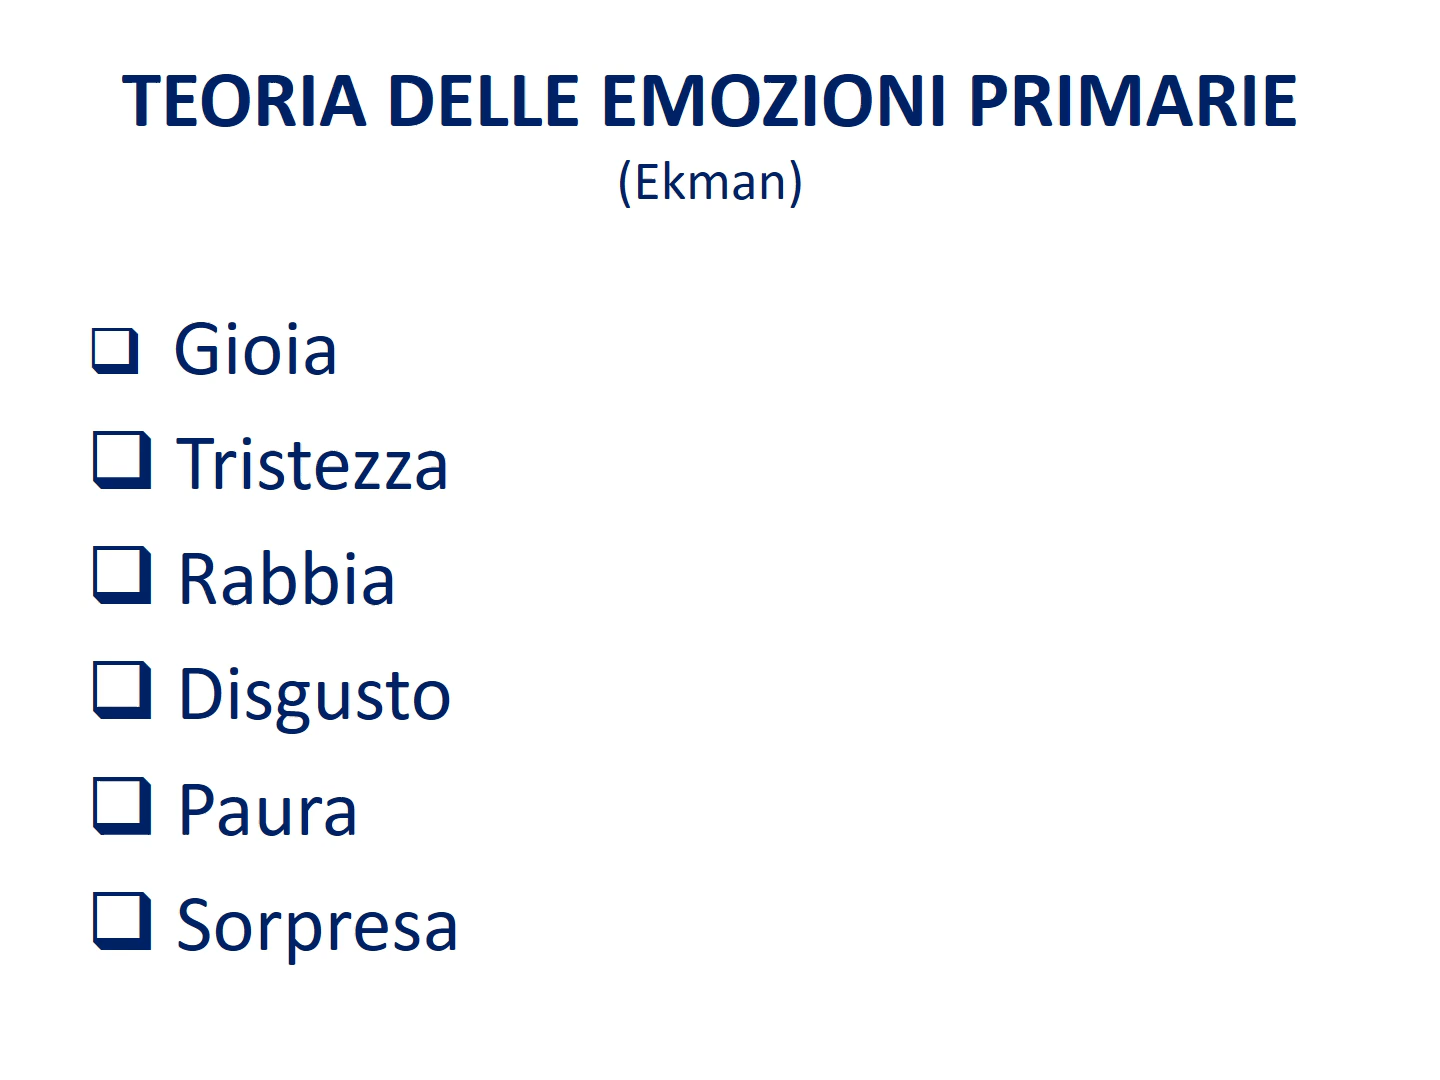 TEORIA DELLE EMOZIONI PRIMARIE
(Ekman)
❑ Gioia
❑ Tristezza
❑ Rabbia
❑ Disgusto
❑ Paura
❑ Sorpresa